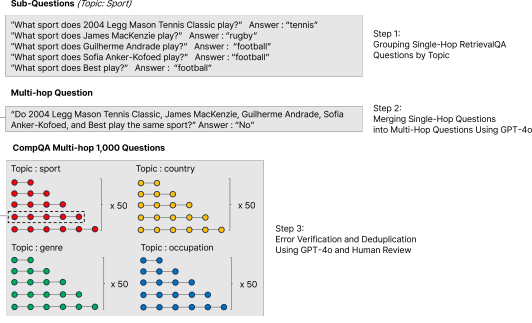 Sub-Questions (Topic: Sport)
"What sport does 2004 Legg Mason Tennis Classic play?" Answer : "tennis"
"What sport does James MacKenzie play?" Answer : "rugby"
"What sport does Guilherme Andrade play?" Answer : "football"
"What sport does Sofia Anker-Kofoed play?" Answer : "football"
"What sport does Best play?" Answer : "football"
Step 1:
Grouping Single-Hop RetrievalQA
Questions by Topic
Multi-hop Question
"Do 2004 Legg Mason Tennis Classic, James MacKenzie, Guilherme Andrade, Sofia
Anker-Kofoed, and Best play the same sport?" Answer : "No"
Step 2:
Merging Single-Hop Questions
into Multi-Hop Questions Using GPT-4o
CompQA Multi-hop 1,000 Questions
Topic : sport
x 50
Topic : country
x 50
Topic : genre
x 50
Topic : occupation
x 50
Step 3:
Error Verification and Deduplication
Using GPT-4o and Human Review